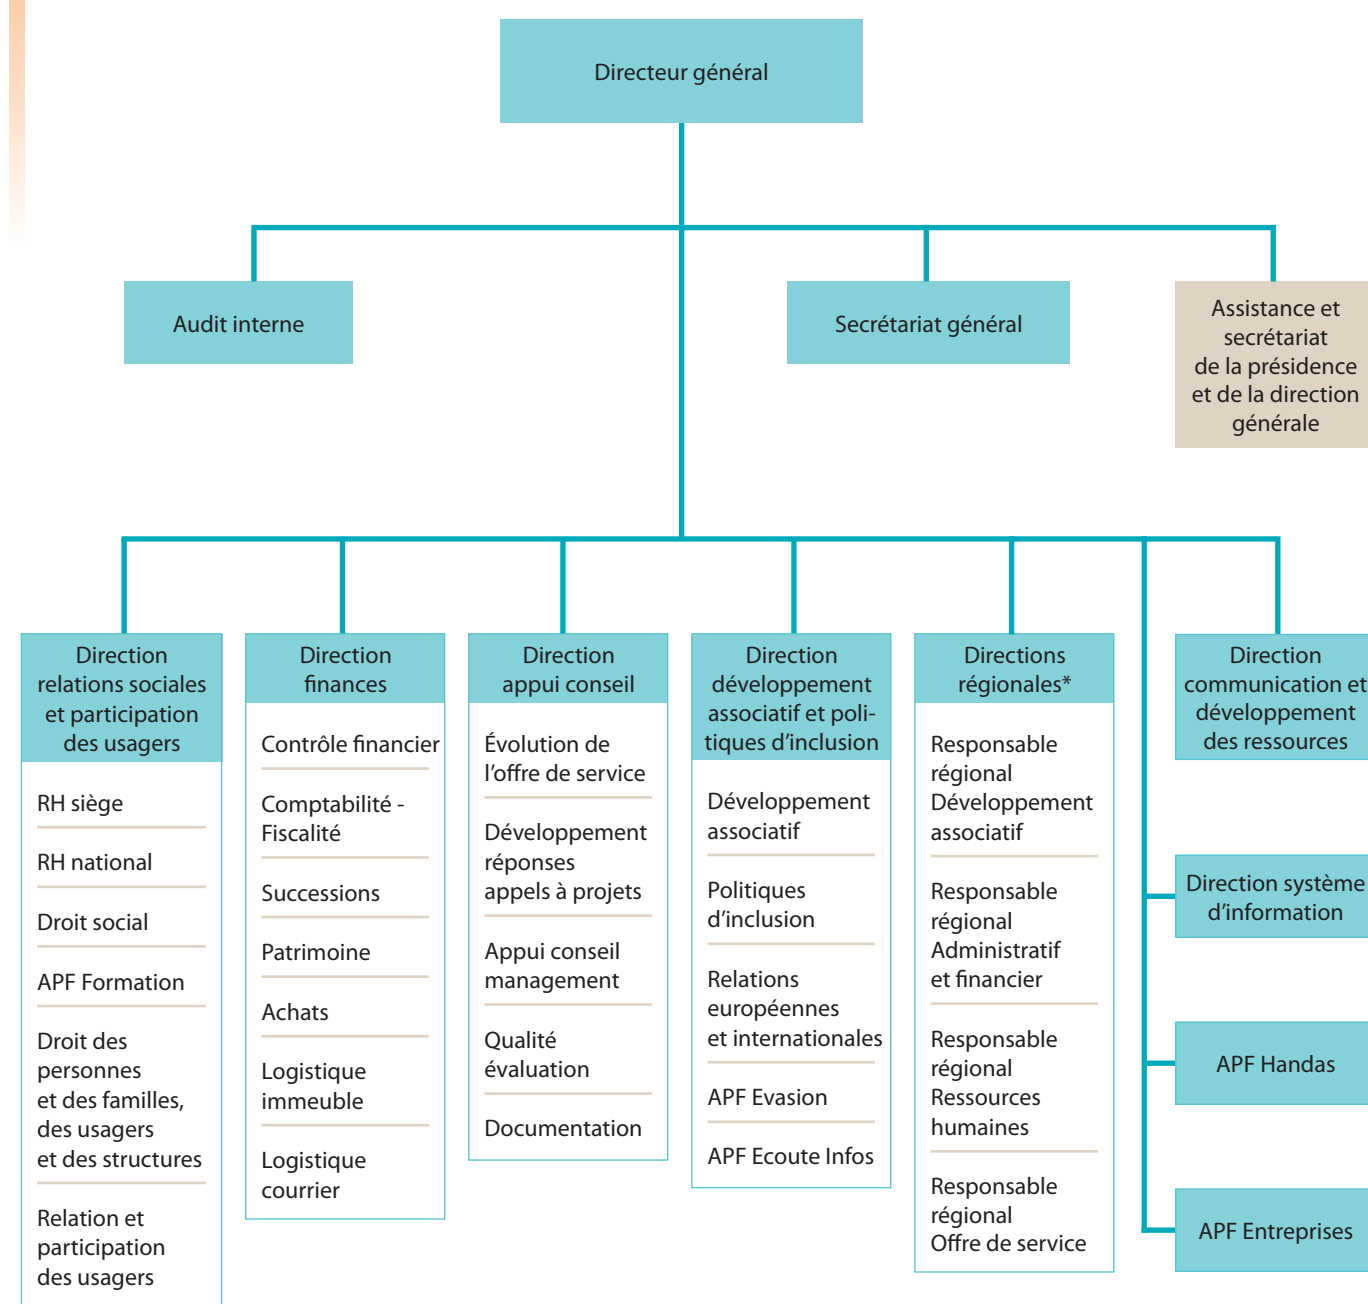 Directeur général
Audit interne
Secrétariat général
Assistance et
secrétariat
de la présidence
et de la direction
générale
Direction
relations sociales
et participation
des usagers
RH siège
RH national
Droit social
APF Formation
Droit des
personnes
et des familles,
des usagers
et des structures
Relation et
participation
des usagers
Direction
finances
Contrôle financier
Comptabilité -
Fiscalité
Successions
Patrimoine
Achats
Logistique
immeuble
Logistique
courrier
Direction
appui conseil
Évolution de
l’offre de service
Développement
réponses
appels à projets
Appui conseil
management
Qualité
évaluation
Documentation
Direction
développement
associatif et poli-
tiques d’inclusion
Développement
associatif
Politiques
d’inclusion
Relations
européennes
et internationales
APF Evasion
APF Ecoute Infos
Directions
régionales*
Responsable
régional
Développement
associatif
Responsable
régional
Administratif
et financier
Responsable
régional
Ressources
humaines
Responsable
régional
Offre de service
Direction
communication et
développement
des ressources
Direction système
d’information
APF Handas
APF Entreprises